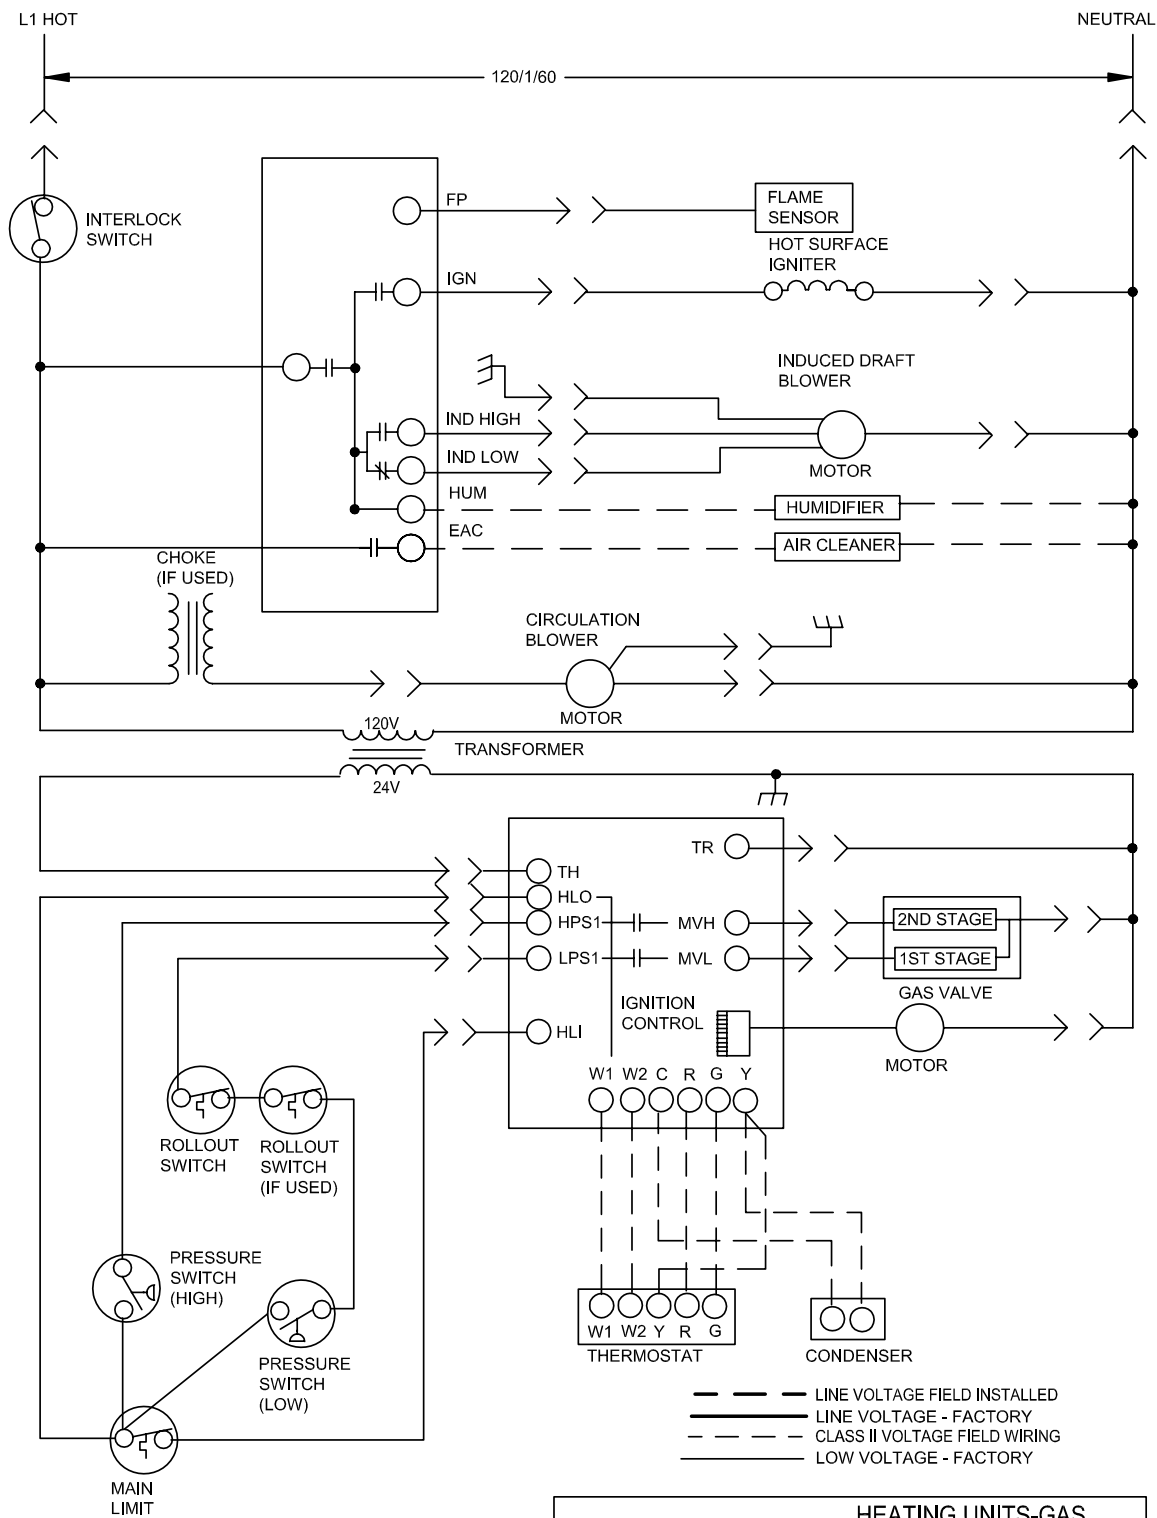 L1 HOT
NEUTRAL
120/1/60
INTERLOCK
SWITCH
FP
FLAME
SENSOR
HOT SURFACE
IGNITER
IGN
INDUCED DRAFT
BLOWER
IND HIGH
IND LOW
MOTOR
HUM
HUMIDIFIER
EAC
AIR CLEANER
CHOKE
(IF USED)
CIRCULATION
BLOWER
MOTOR
120V
TRANSFORMER
24V
TR
TH
HLO
HPS1
MVH
2ND STAGE
LPS1
MVL
1ST STAGE
GAS VALVE
IGNITION
CONTROL
HLI
MOTOR
W1 W2 C R G Y
ROLLOUT
SWITCH
ROLLOUT
SWITCH
(IF USED)
PRESSURE
SWITCH
(HIGH)
W1 W2 Y R G
THERMOSTAT
CONDENSER
PRESSURE
SWITCH
(LOW)
LINE VOLTAGE FIELD INSTALLED
LINE VOLTAGE - FACTORY
CLASS II VOLTAGE FIELD WIRING
LOW VOLTAGE - FACTORY
MAIN
LIMIT
HEATING UNITS-GAS